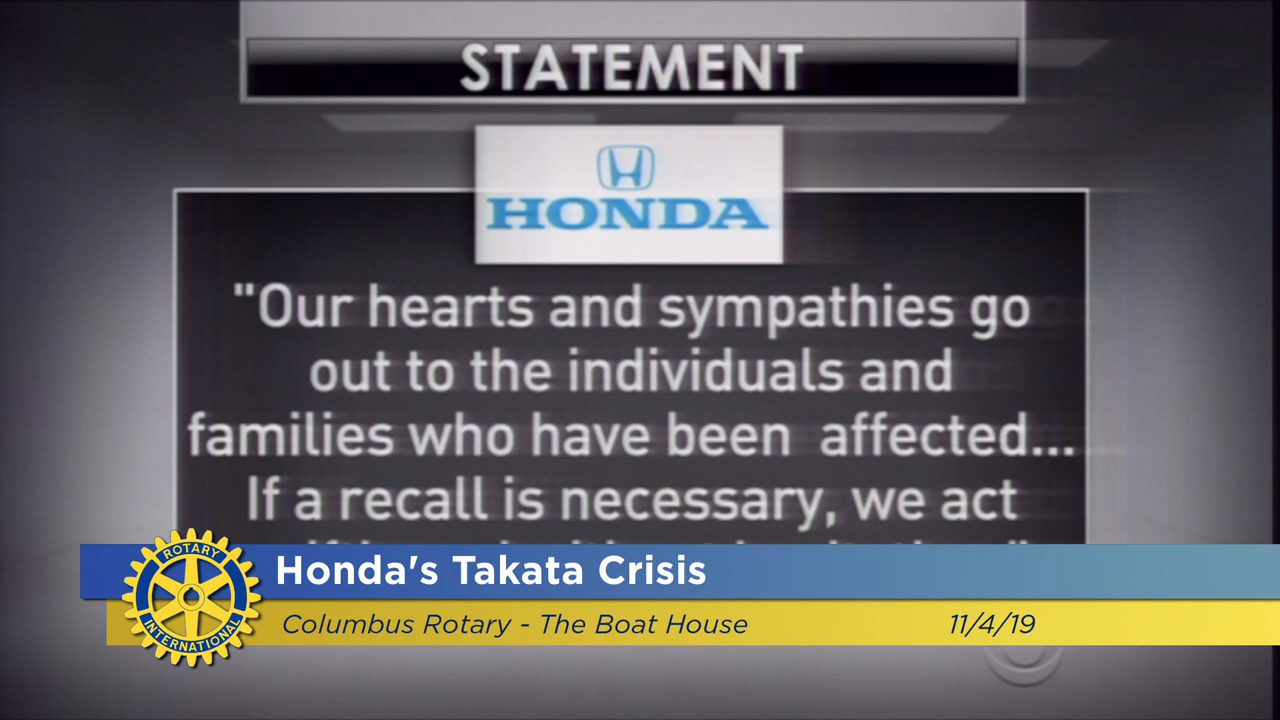 STATEMENT
HONDA
"Our hearts and sympathies go
out to the individuals and
families who have been affected...
If a recall is necessary, we act
Honda's Takata Crisis
Columbus Rotary - The Boat House 11/4/19
ROTARY
INTERNATIONAL